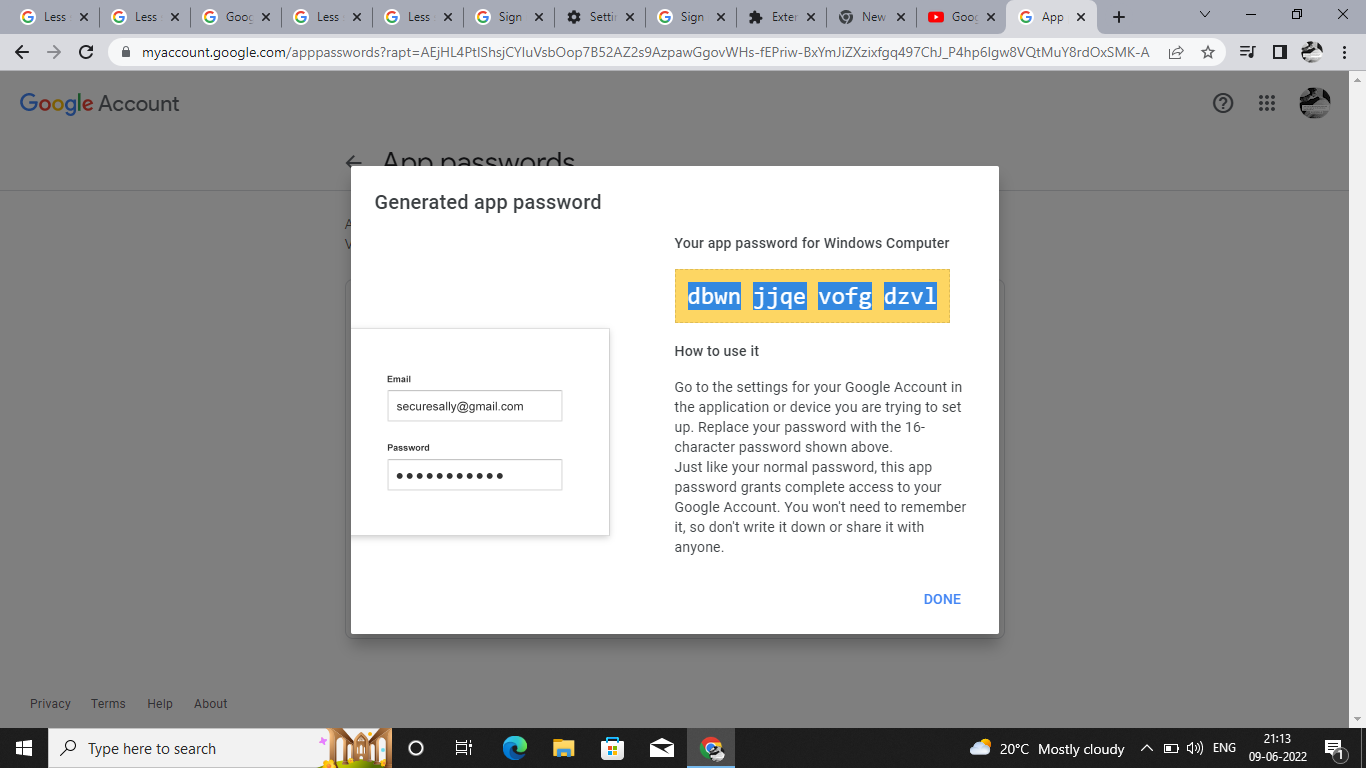 Less
Less
Goog
Less
Less
Sign
Settin
Sign
Exten
New
Goog
App
myaccount.google.com/apppasswords?rapt=AEjHL4PtlShsjCYluVsbOop7B52AZ2s9AzpawGgovWHs-fEPriw-BxYmJiZXzixfgq497ChJ_P4hp6lgw8VQtMuY8rdOxSMK-A
Google Account
App passwords
Generated app password
Your app password for Windows Computer
dbwn jjqe vofg dzvl
Email
securesally@gmail.com
Password
How to use it
Go to the settings for your Google Account in
the application or device you are trying to set
up. Replace your password with the 16-
character password shown above.
Just like your normal password, this app
password grants complete access to your
Google Account. You won't need to remember
it, so don't write it down or share it with
anyone.
DONE
Privacy Terms Help About
Type here to search
20°C Mostly cloudy
ENG
21:13
09-06-2022
1